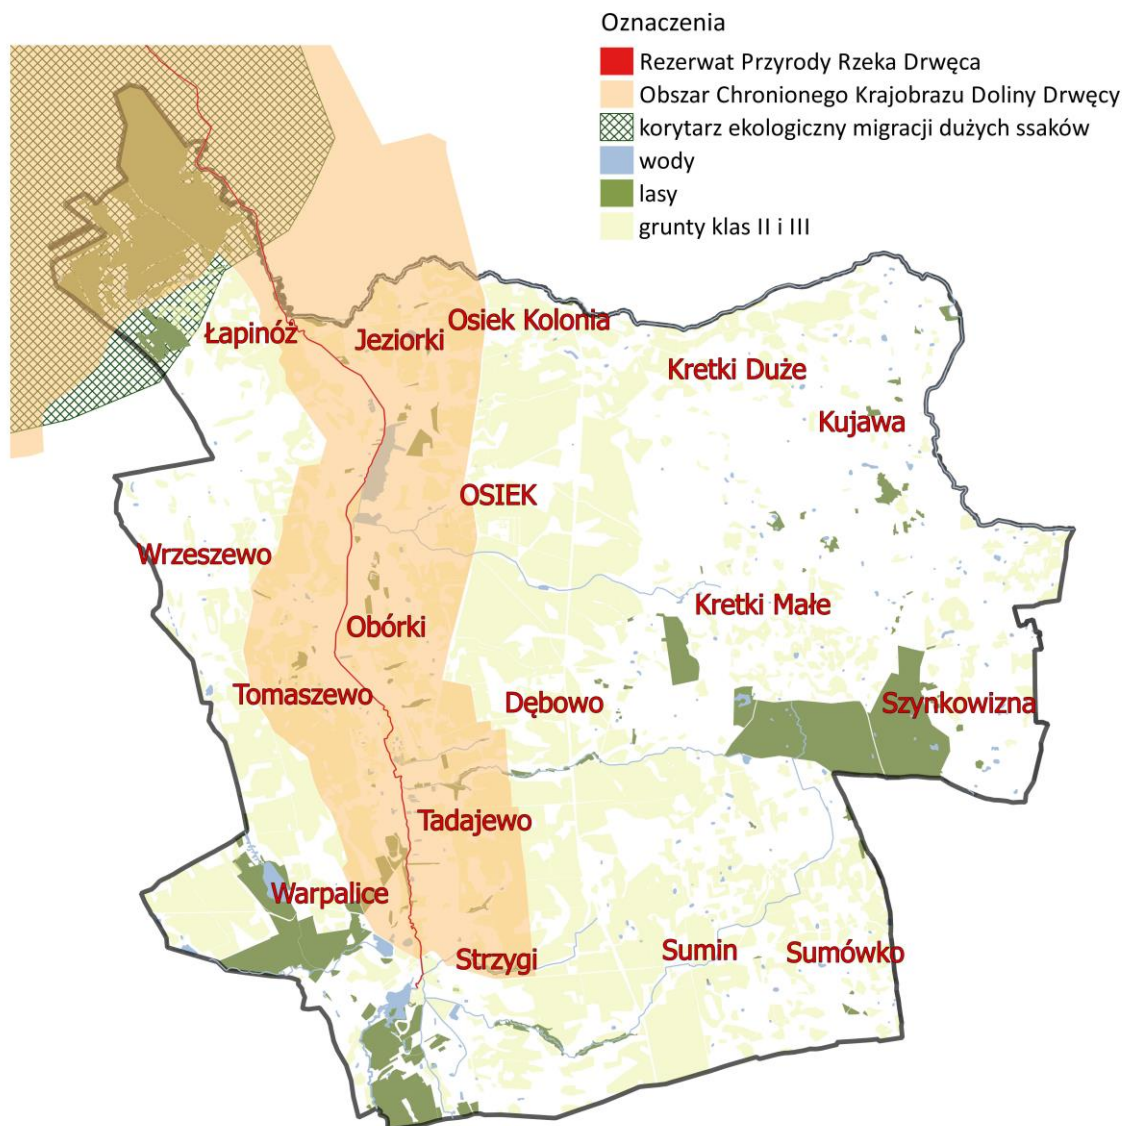 Oznaczenia
Rezerwat Przyrody Rzeka Drwęca
Obszar Chronionego Krajobrazu Doliny Drwęcy
korytarz ekologiczny migracji dużych ssaków
wody
lasy
grunty klas II i III
Łapinóż
Jeziorki
Osiek Kolonia
Kretki Duże
Kujawa
OSIEK
Wrzeszewo
Kretki Małe
Obórki
Tomaszewo
Dębowo
Szynkowizna
Tadajewo
Warpalice
Strzygi
Sumin
Sumówko